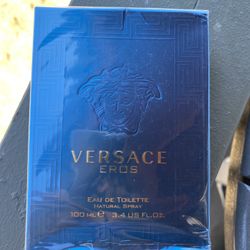 VERSACE
EROS
EAU DE TOILETTE
NATURAL SPRAY
100 ML ℮ 3.4 US FL.OZ.